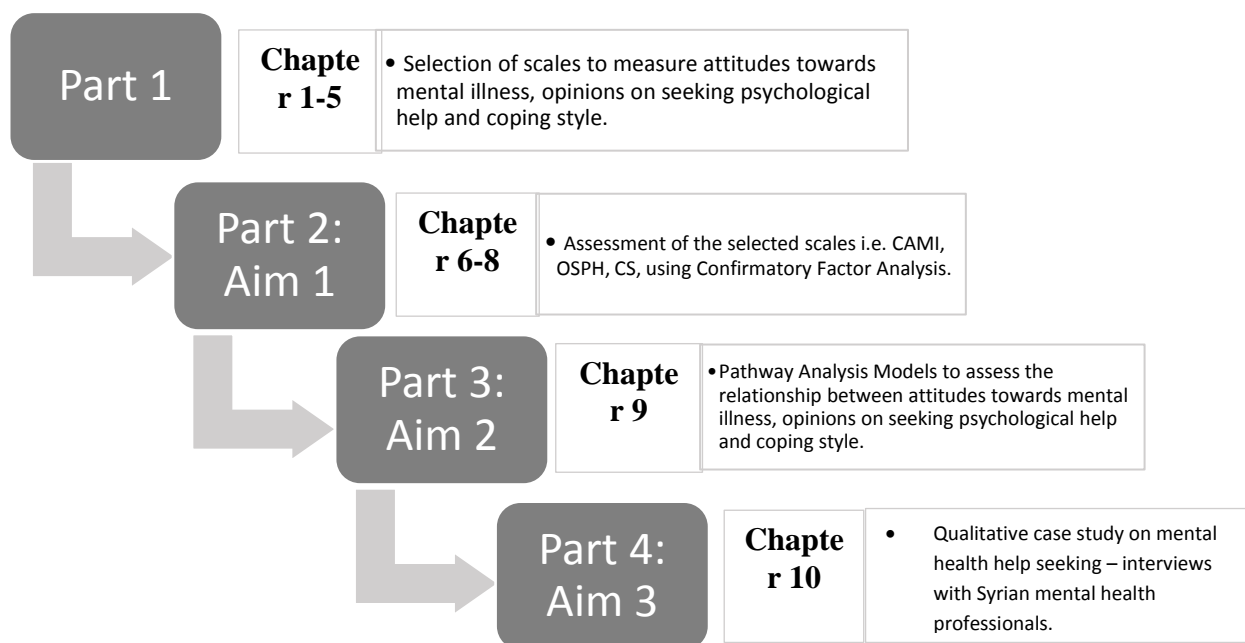 Part 1
Chapte
r 1-5
• Selection of scales to measure attitudes towards
mental illness, opinions on seeking psychological
help and coping style.
Part 2:
Aim 1
Chapte
r 6-8
• Assessment of the selected scales i.e. CAMI,
OSPH, CS, using Confirmatory Factor Analysis.
Part 3:
Aim 2
Chapte
r 9
•Pathway Analysis Models to assess the
relationship between attitudes towards mental
illness, opinions on seeking psychological help
and coping style.
Part 4:
Aim 3
Chapte
r 10
• Qualitative case study on mental
health help seeking – interviews
with Syrian mental health
professionals.